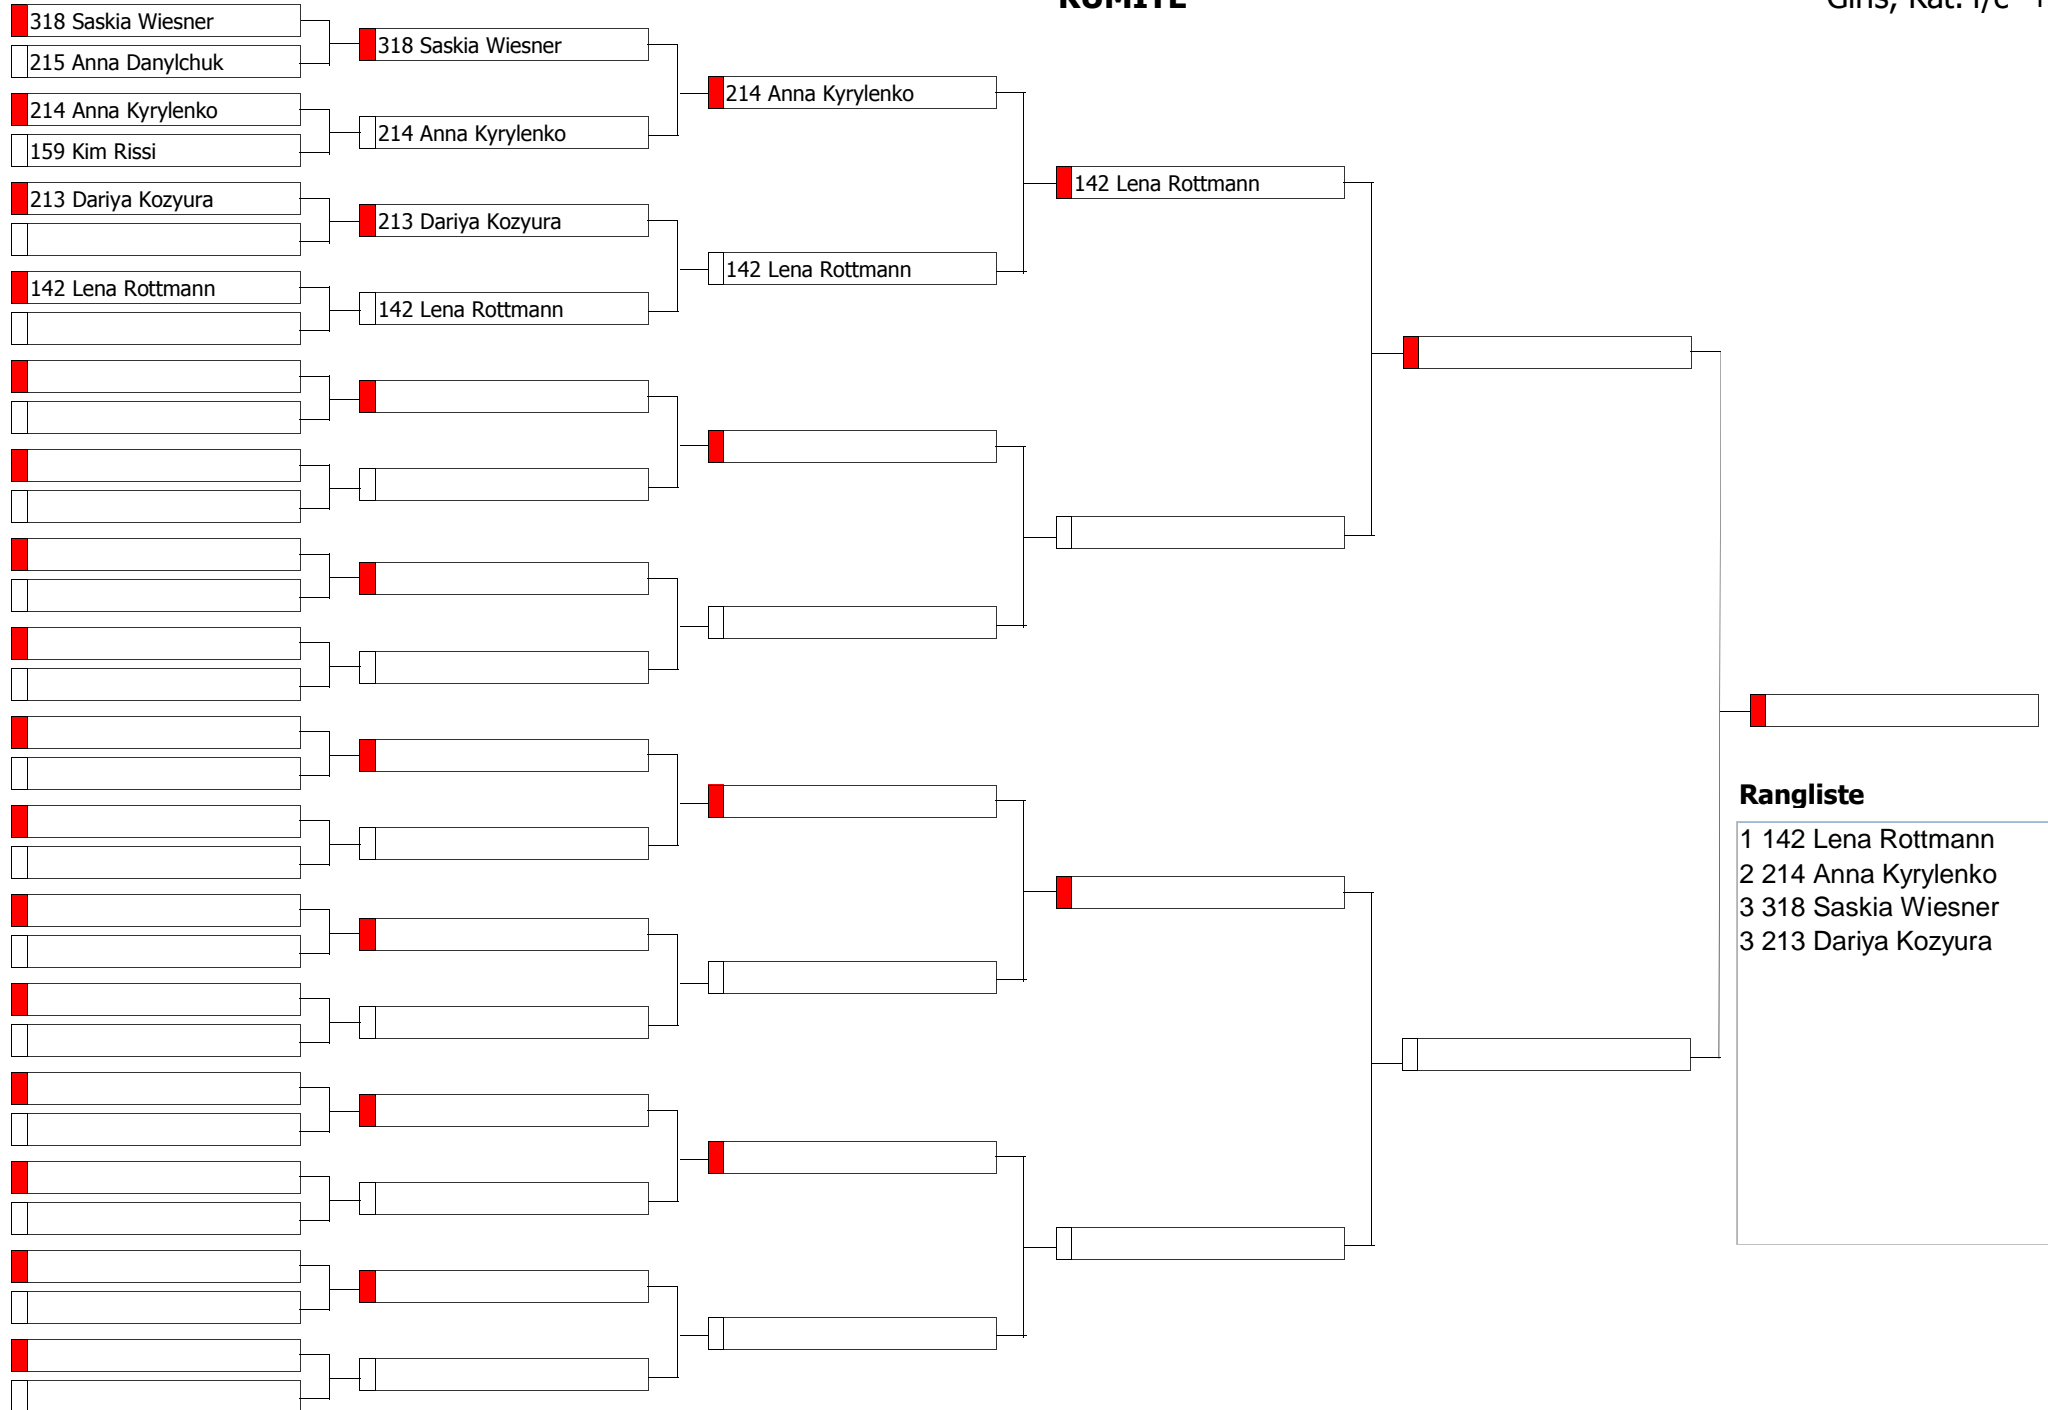 KUMITE
Girls, Kat.
318 Saskia Wiesner
215 Anna Danylchuk
214 Anna Kyrylenko
159 Kim Rissi
213 Dariya Kozyura
142 Lena Rottmann
318 Saskia Wiesner
214 Anna Kyrylenko
213 Dariya Kozyura
142 Lena Rottmann
214 Anna Kyrylenko
142 Lena Rottmann
142 Lena Rottmann
Rangliste
1 142 Lena Rottmann
2 214 Anna Kyrylenko
3 318 Saskia Wiesner
3 213 Dariya Kozyura